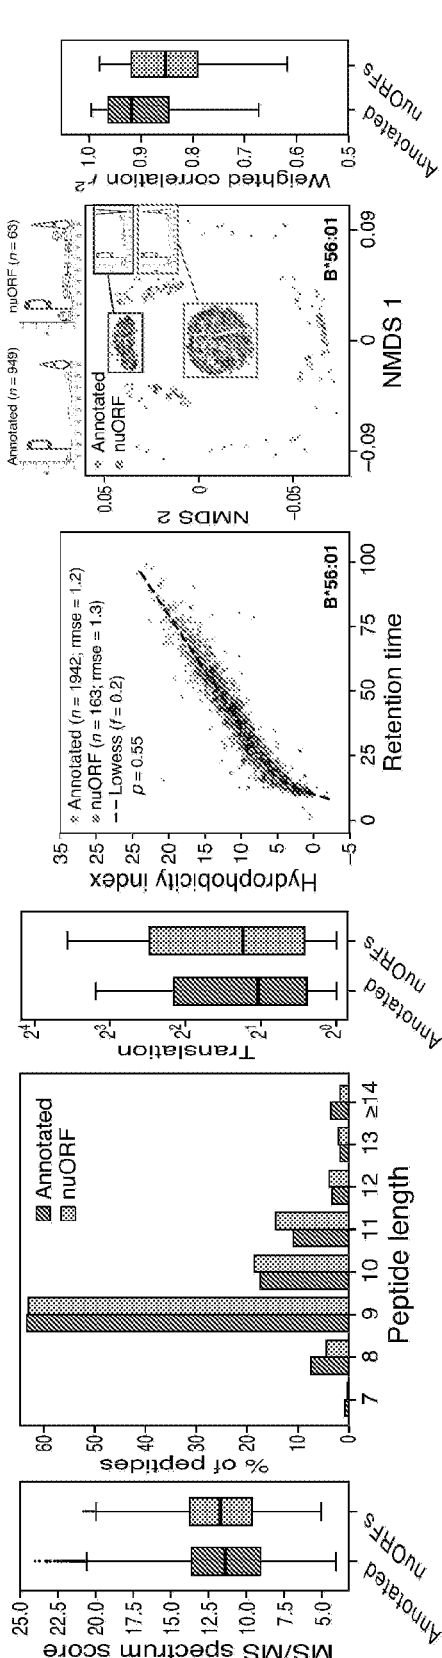 25.0
22.5
20.0
17.5
15.0
12.5
10.0
7.5
5.0
MS/MS spectrum score
Annotated
nuORFs
60
50
40
30
20
10
0
% of peptides
Annotated
nuORF
7
8
9
10
11
12
13
≥14
Peptide length
2⁴
2³
2²
2¹
2⁰
Translation
Annotated
nuORFs
35
30
25
20
15
10
5
0
−5
Hydrophobicity index
Annotated (n = 1942; rmse = 1.2)
nuORF (n = 163; rmse = 1.3)
Lowess (f = 0.2)
p = 0.55
B*56:01
0
25
50
75
100
Retention time
Annotated (n = 949)
nuORF (n = 63)
0.05
0
−0.05
NMDS 2
Annotated
nuORF
B*56:01
−0.09
0
0.09
NMDS 1
1.0
0.9
0.8
0.7
0.6
0.5
Weighted correlation r²
Annotated
nuORFs